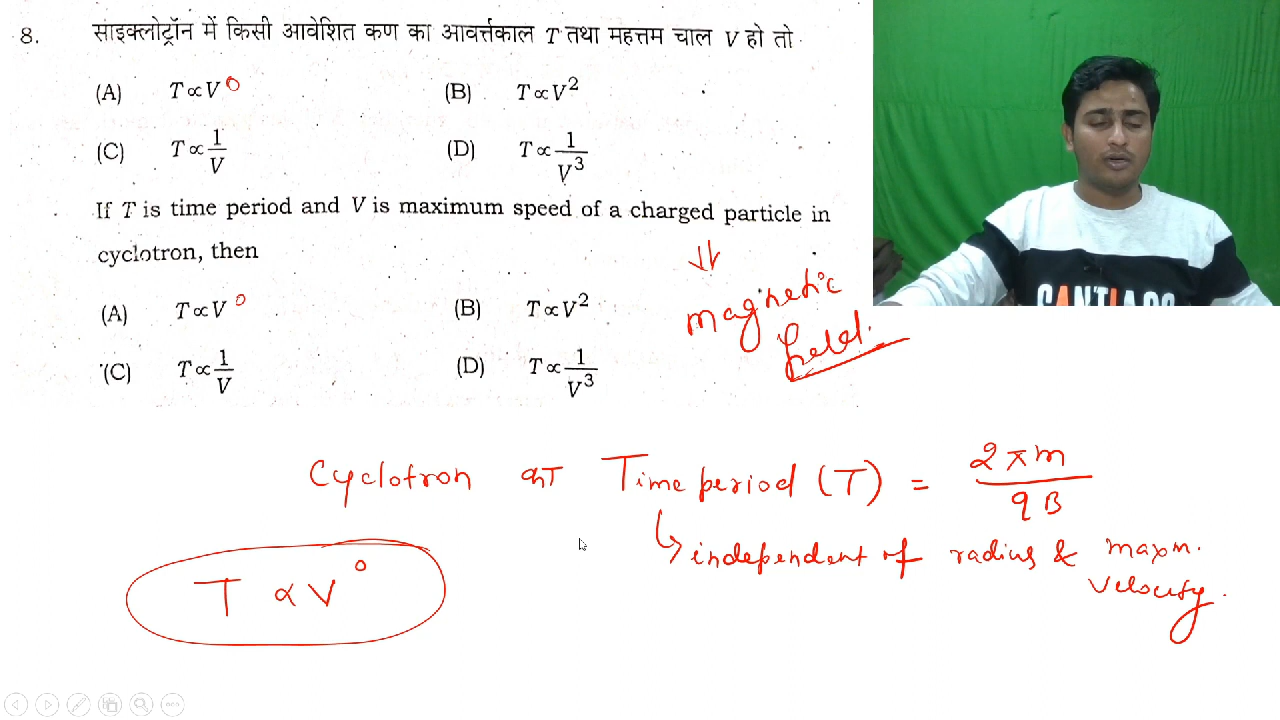 8. साइक्लोट्रॉन में किसी आवेशित कण का आवर्त्तकाल T तथा महत्तम चाल V हो तो
(A) T∝V⁰ (B) T∝V²
(C) T∝1/V (D) T∝1/V³
If T is time period and V is maximum speed of a charged particle in
cyclotron, then
(A) T∝V⁰ (B) T∝V²
(C) T∝1/V (D) T∝1/V³
magnetic
field.
Cyclotron का Time period (T) = 2πm/qB
independent of radius & maxm.
velocity.
T ∝ V⁰